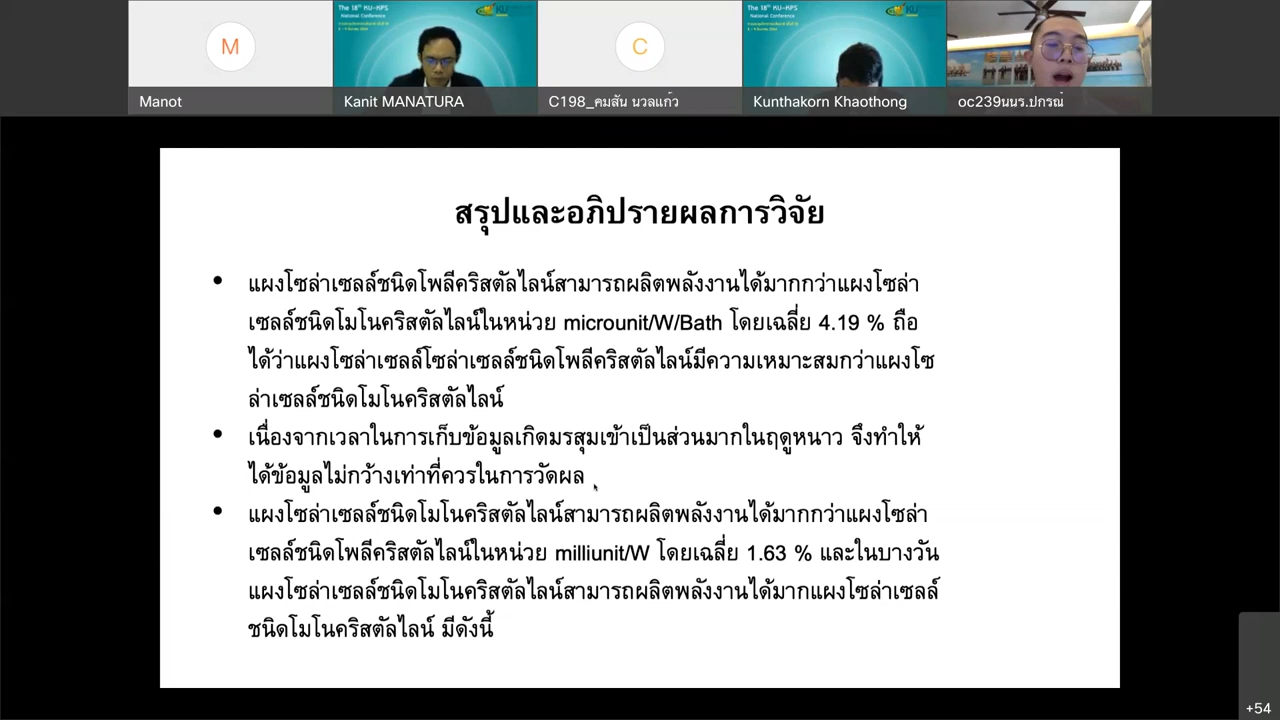 The 18th KU-KPS
National Conference
KU
The 18th KU-KPS
National Conference
KU
M
C
Manot
Kanit MANATURA
C198_คมสัน นวลแก้ว
Kunthakorn Khaothong
oc239นนร.ปกรณ์
สรุปและอภิปรายผลการวิจัย
• แผงโซล่าเซลล์ชนิดโพลีคริสตัลไลน์สามารถผลิตพลังงานได้มากกว่าแผงโซล่า
เซลล์ชนิดโมโนคริสตัลไลน์ในหน่วย microunit/W/Bath โดยเฉลี่ย 4.19 % ถือ
ได้ว่าแผงโซล่าเซลล์โซล่าเซลล์ชนิดโพลีคริสตัลไลน์มีความเหมาะสมกว่าแผงโซ
ล่าเซลล์ชนิดโมโนคริสตัลไลน์
• เนื่องจากเวลาในการเก็บข้อมูลเกิดมรสุมเข้าเป็นส่วนมากในฤดูหนาว จึงทำให้
ได้ข้อมูลไม่กว้างเท่าที่ควรในการวัดผล
• แผงโซล่าเซลล์ชนิดโมโนคริสตัลไลน์สามารถผลิตพลังงานได้มากกว่าแผงโซล่า
เซลล์ชนิดโพลีคริสตัลไลน์ในหน่วย milliunit/W โดยเฉลี่ย 1.63 % และในบางวัน
แผงโซล่าเซลล์ชนิดโมโนคริสตัลไลน์สามารถผลิตพลังงานได้มากแผงโซล่าเซลล์
ชนิดโมโนคริสตัลไลน์ มีดังนี้
+54